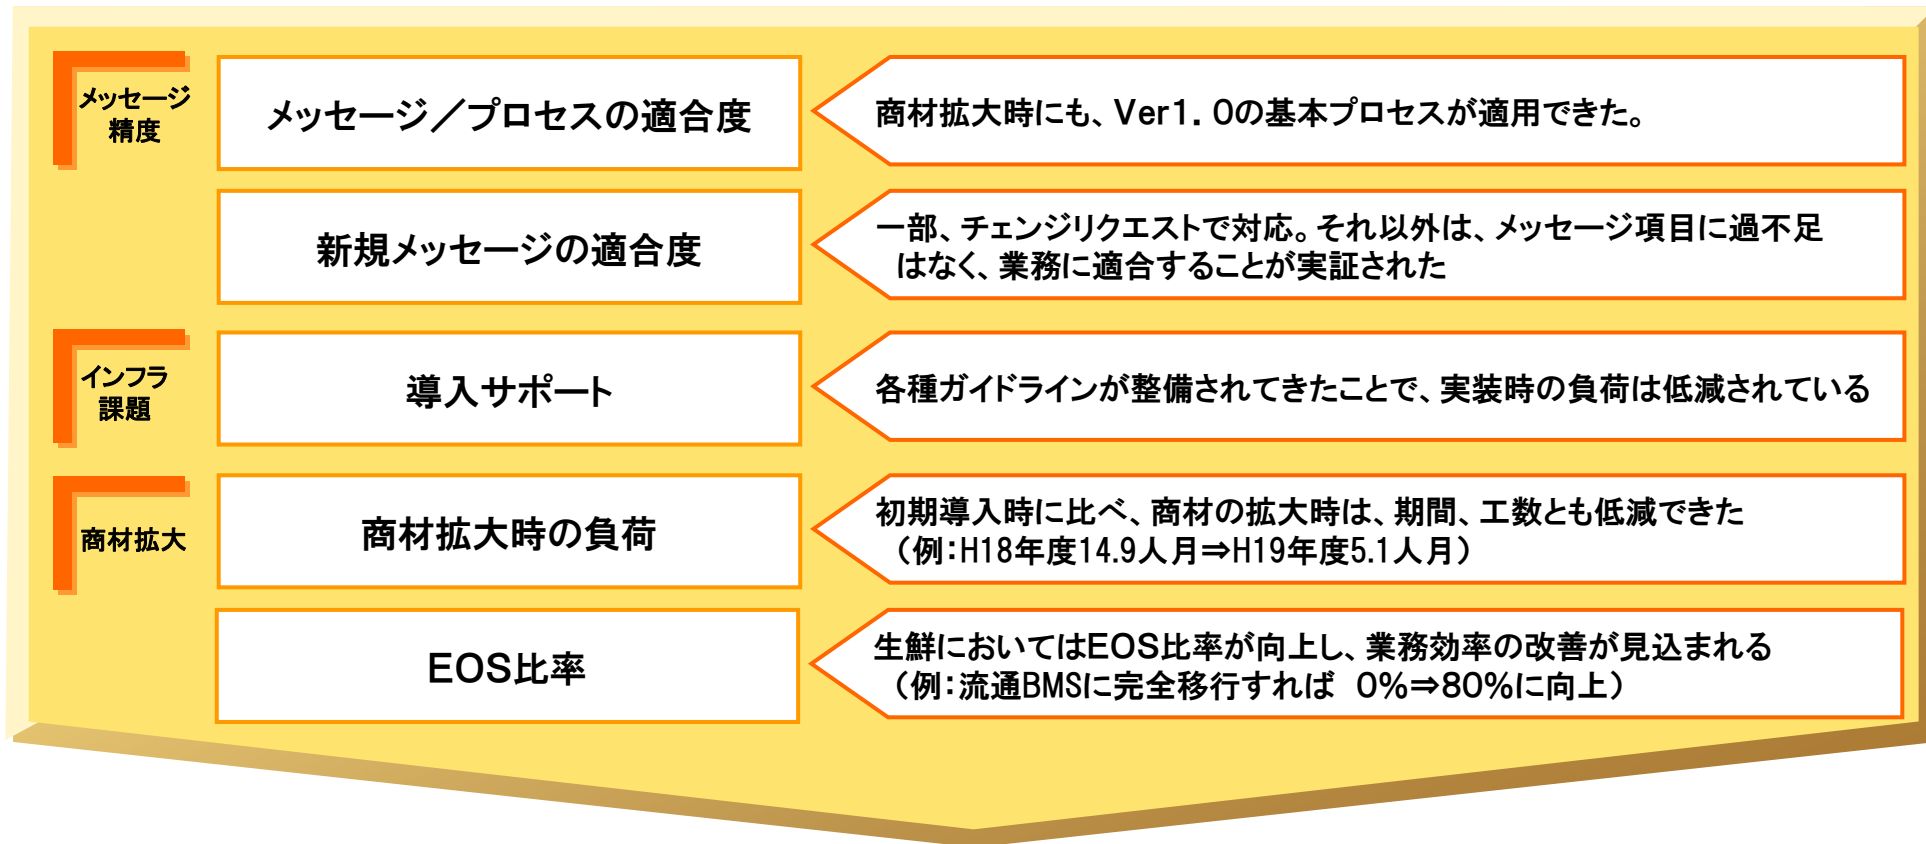 メッセージ
精度
メッセージ／プロセスの適合度
商材拡大時にも、Ver１．０の基本プロセスが適用できた。
新規メッセージの適合度
一部、チェンジリクエストで対応。それ以外は、メッセージ項目に過不足
はなく、業務に適合することが実証された
インフラ
課題
導入サポート
各種ガイドラインが整備されてきたことで、実装時の負荷は低減されている
商材拡大
商材拡大時の負荷
初期導入時に比べ、商材の拡大時は、期間、工数とも低減できた
（例：H18年度14.9人月⇒H19年度5.1人月）
EOS比率
生鮮においてはEOS比率が向上し、業務効率の改善が見込まれる
（例：流通BMSに完全移行すれば　０％⇒８０％に向上）